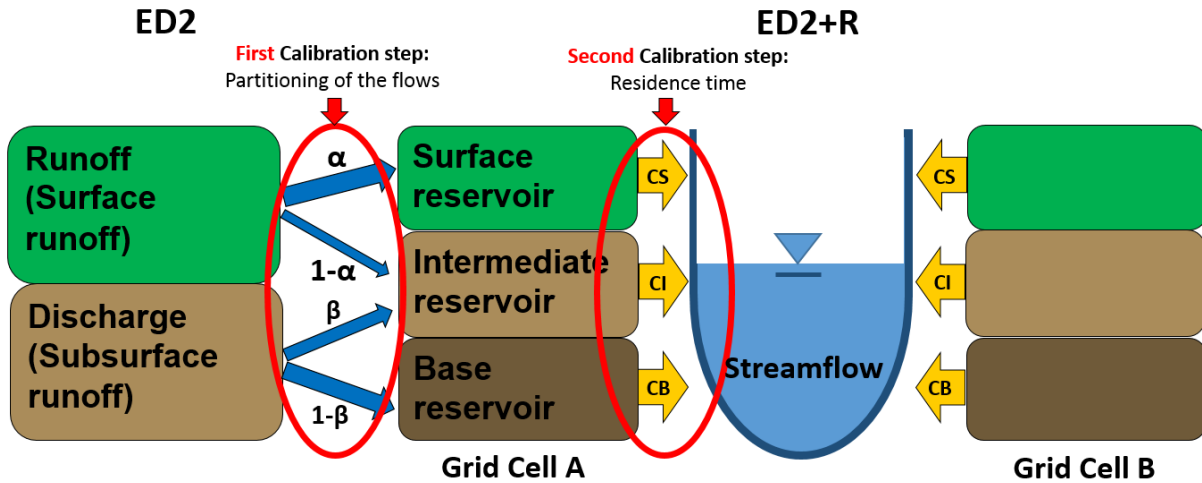 ED2
ED2+R
First Calibration step:
Partitioning of the flows
Second Calibration step:
Residence time
Runoff
(Surface
runoff)
Discharge
(Subsurface
runoff)
α
1-α
β
1-β
Surface
reservoir
Intermediate
reservoir
Base
reservoir
CS
CI
CB
Streamflow
CS
CI
CB
Grid Cell A
Grid Cell B